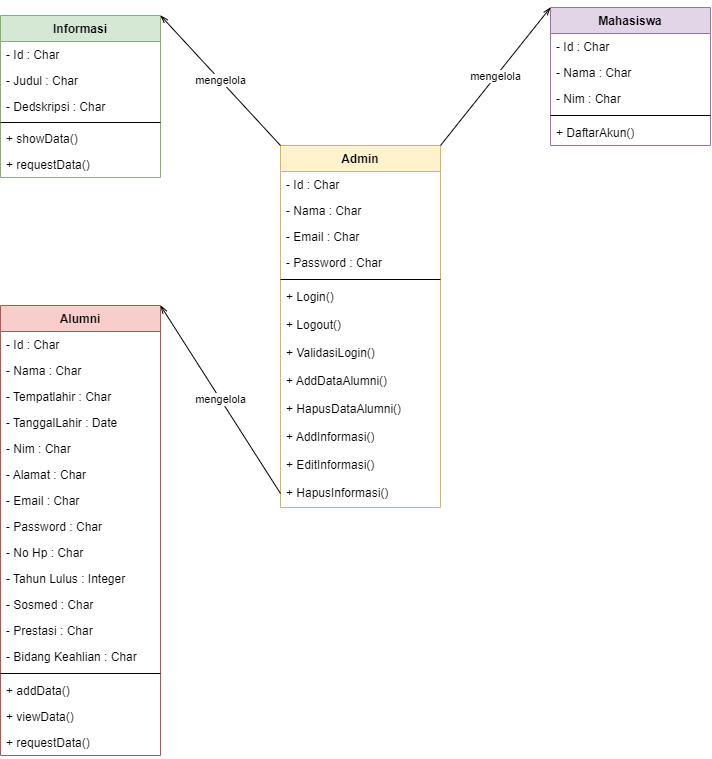 Informasi
- Id : Char
- Judul : Char
- Dedskripsi : Char
+ showData()
+ requestData()
mengelola
Mahasiswa
- Id : Char
- Nama : Char
- Nim : Char
+ DaftarAkun()
mengelola
Admin
- Id : Char
- Nama : Char
- Email : Char
- Password : Char
+ Login()
+ Logout()
+ ValidasiLogin()
+ AddDataAlumni()
+ HapusDataAlumni()
+ AddInformasi()
+ EditInformasi()
+ HapusInformasi()
mengelola
Alumni
- Id : Char
- Nama : Char
- Tempatlahir : Char
- TanggalLahir : Date
- Nim : Char
- Alamat : Char
- Email : Char
- Password : Char
- No Hp : Char
- Tahun Lulus : Integer
- Sosmed : Char
- Prestasi : Char
- Bidang Keahlian : Char
+ addData()
+ viewData()
+ requestData()